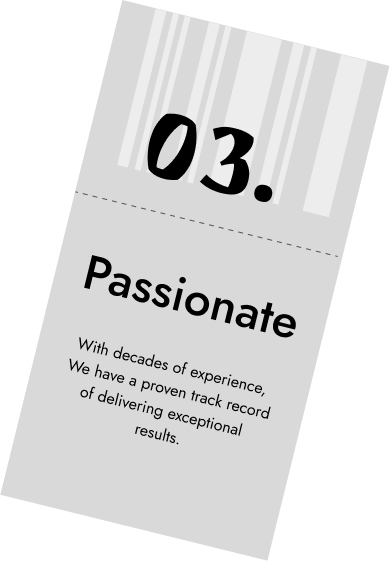 03.
Passionate
With decades of experience,
We have a proven track record
of delivering exceptional
results.